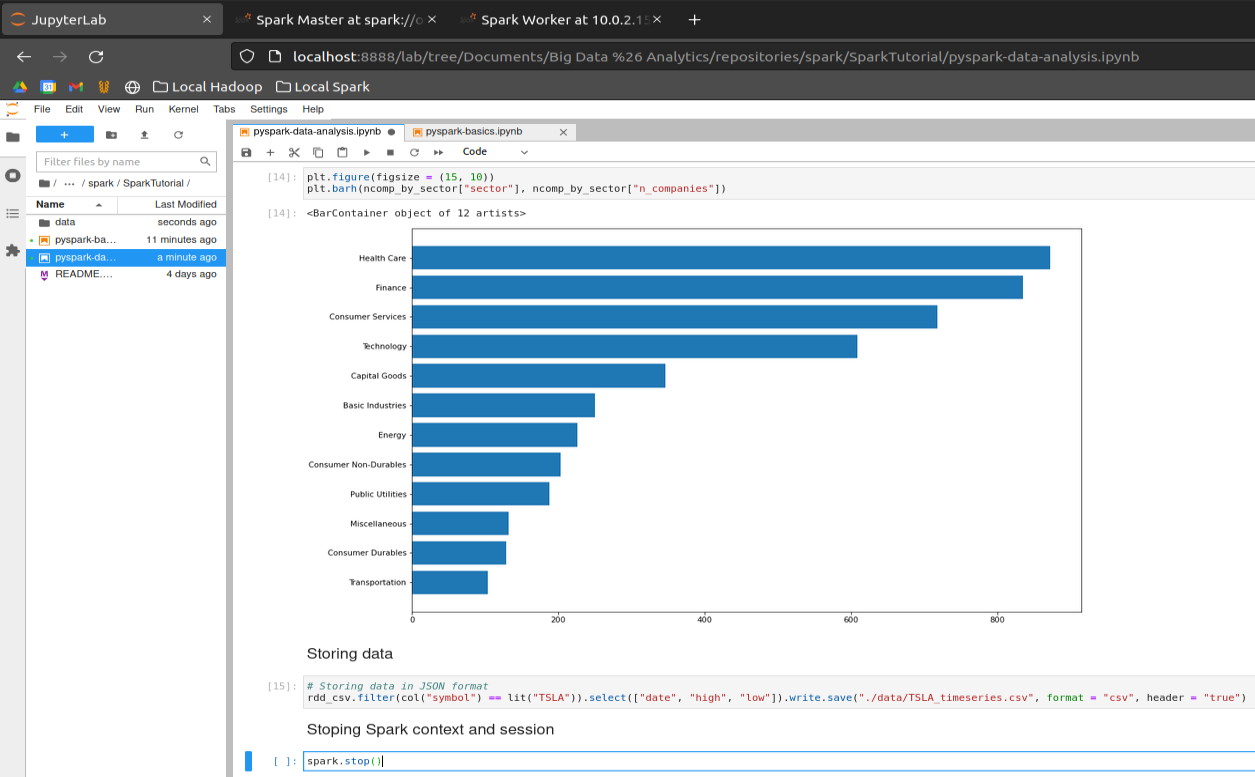 JupyterLab
Spark Master at spark://
Spark Worker at 10.0.2.15
localhost:8888/lab/tree/Documents/Big Data %26 Analytics/repositories/spark/SparkTutorial/pyspark-data-analysis.ipynb
31
Local Hadoop
Local Spark
File Edit View Run Kernel Tabs Settings Help
pyspark-data-analysis.ipynb
pyspark-basics.ipynb
Code
Filter files by name
/ ... / spark / SparkTutorial /
Name Last Modified
data seconds ago
pyspark-ba... 11 minutes ago
pyspark-da... a minute ago
README.... 4 days ago
[14]: plt.figure(figsize = (15, 10))
plt.barh(ncomp_by_sector["sector"], ncomp_by_sector["n_companies"])
[14]: <BarContainer object of 12 artists>
Health Care
Finance
Consumer Services
Technology
Capital Goods
Basic Industries
Energy
Consumer Non-Durables
Public Utilities
Miscellaneous
Consumer Durables
Transportation
0 200 400 600 800
Storing data
[15]: # Storing data in JSON format
rdd_csv.filter(col("symbol") == lit("TSLA")).select(["date", "high", "low"]).write.save("./data/TSLA_timeseries.csv", format = "csv", header = "true")
Stoping Spark context and session
[ ]: spark.stop()